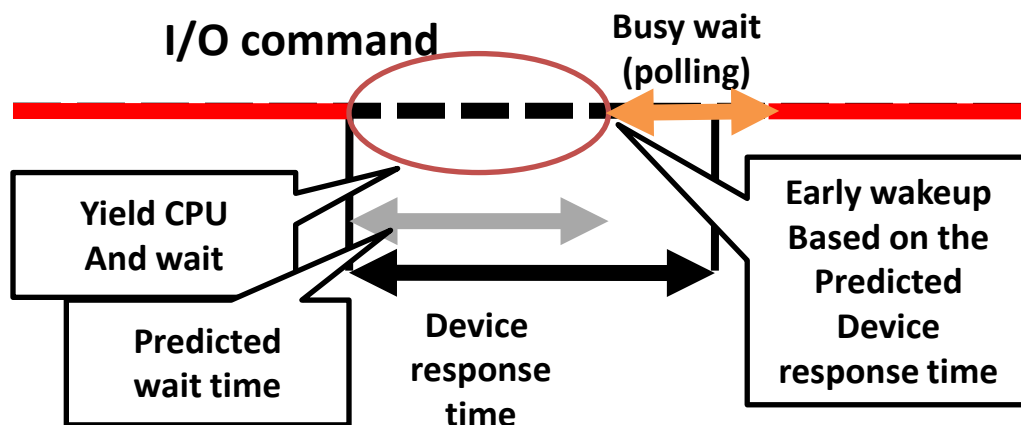 I/O command
Busy wait
(polling)
Yield CPU
And wait
Predicted
wait time
Device
response
time
Early wakeup
Based on the
Predicted
Device
response time